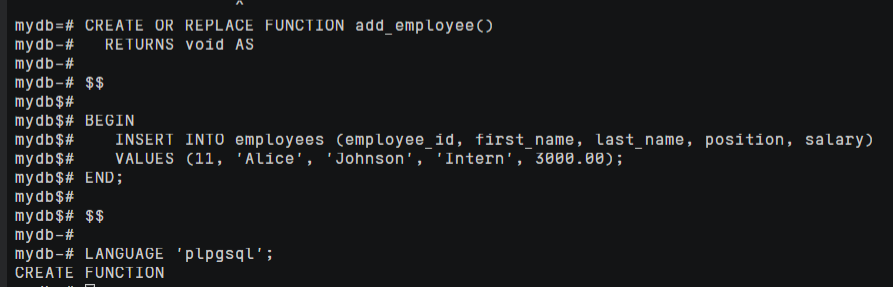 mydb=# CREATE OR REPLACE FUNCTION add_employee()
mydb-#   RETURNS void AS
mydb-#
mydb-# $$
mydb$#
mydb$# BEGIN
mydb$#    INSERT INTO employees (employee_id, first_name, last_name, position, salary)
mydb$#    VALUES (11, 'Alice', 'Johnson', 'Intern', 3000.00);
mydb$# END;
mydb$#
mydb$# $$
mydb-#
mydb-# LANGUAGE 'plpgsql';
CREATE FUNCTION